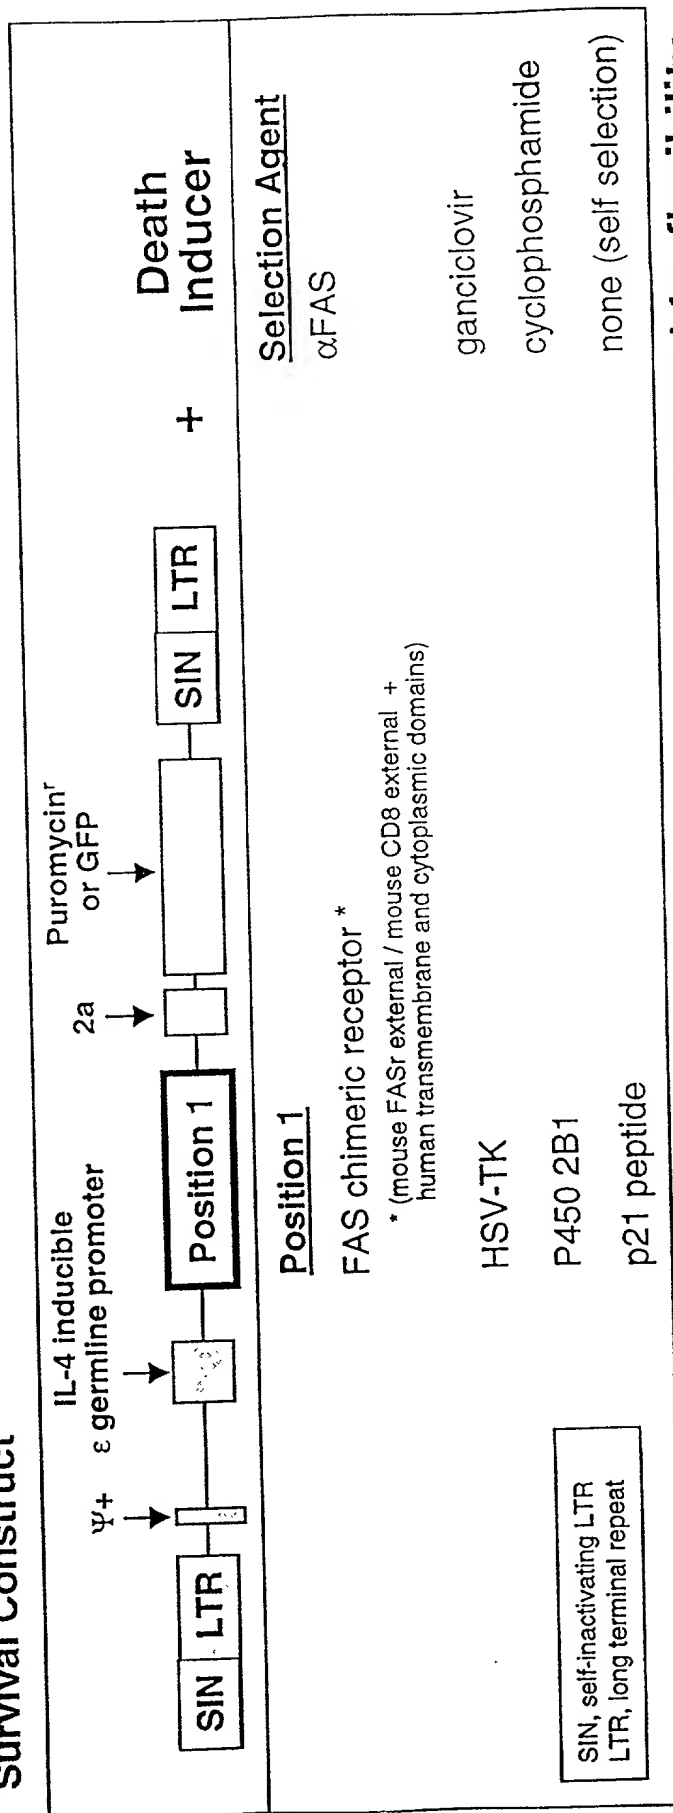 Survival Construct
Ψ+
IL-4 inducible
ε germline promoter
2a
Puromycinʳ
or GFP
SIN LTR
Position 1
SIN LTR
+
Death
Inducer
Position 1
Selection Agent
FAS chimeric receptor *
αFAS
* (mouse FASr external / mouse CD8 external +
human transmembrane and cytoplasmic domains)
HSV-TK
ganciclovir
P450 2B1
cyclophosphamide
p21 peptide
none (self selection)
SIN, self-inactivating LTR
LTR, long terminal repeat